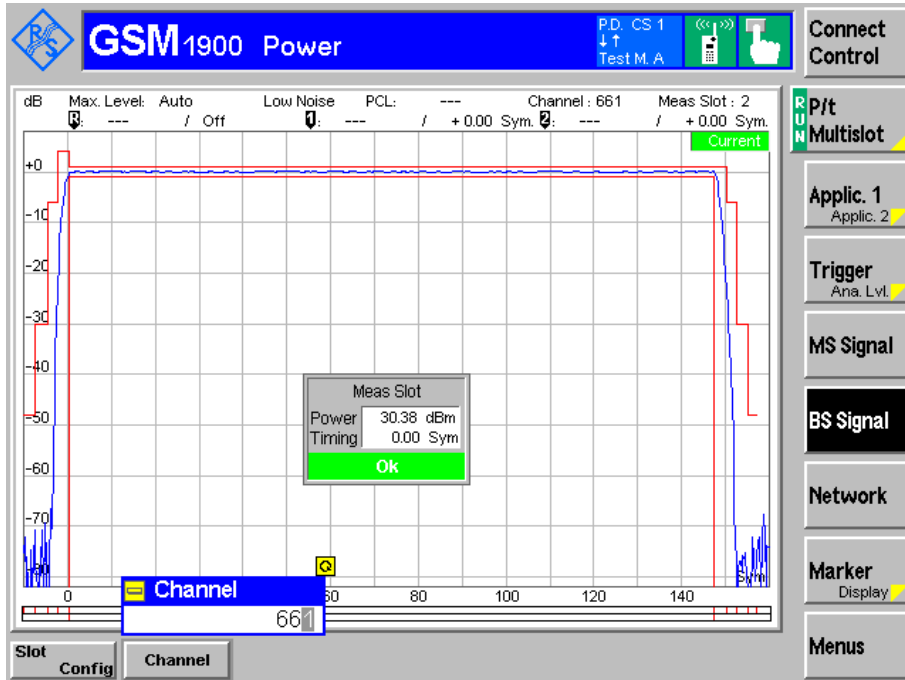 R S
GSM 1900 Power
P.D. CS 1
Test M. A
Connect Control
dB Max. Level: Auto Low Noise PCL: --- Channel : 661 Meas Slot : 2
R: --- / Off 1: --- / + 0.00 Sym. 2: --- / + 0.00 Sym.
Current
RUN
P/t Multislot
Applic. 1
Applic. 2
Trigger
Ana. Lvl.
MS Signal
BS Signal
Network
Marker
Display
Menus
+0
-10
-20
-30
-40
-50
-60
-70
Meas Slot
Power 30.38 dBm
Timing 0.00 Sym
Ok
0 60 80 100 120 140
Channel
661
Slot Config
Channel